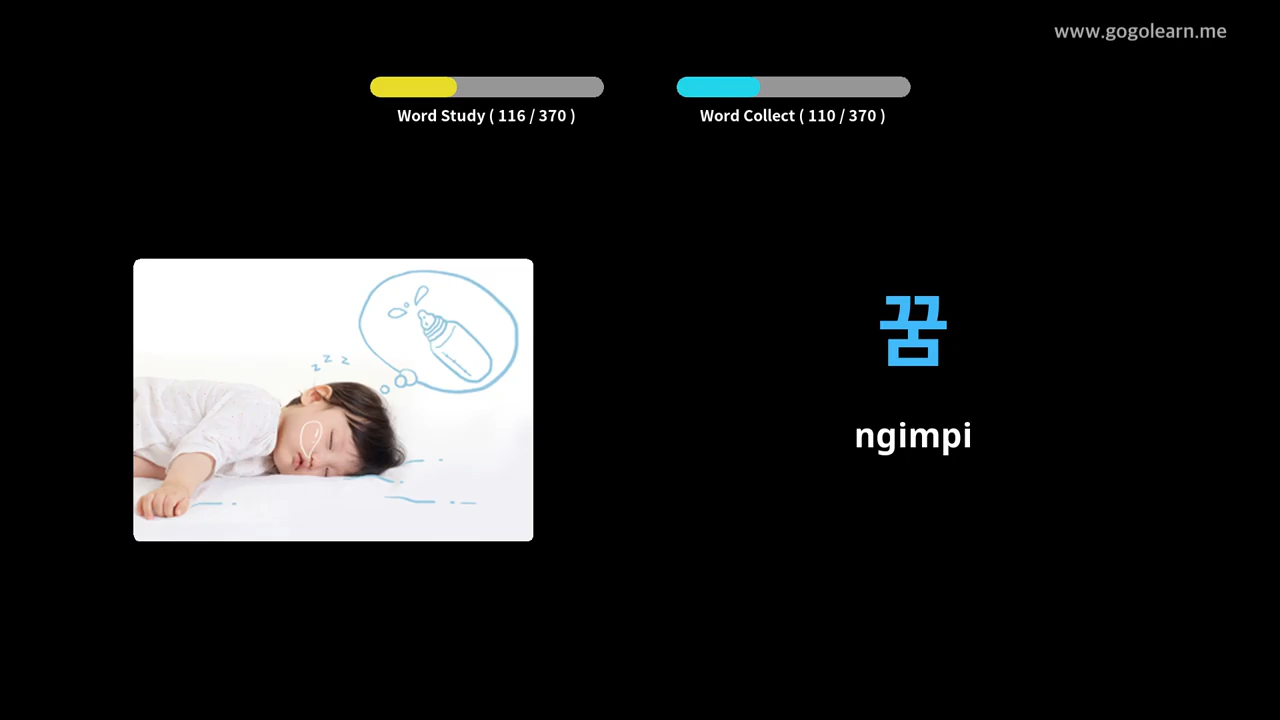 www.gogolearn.me
Word Study ( 116 / 370 )
Word Collect ( 110 / 370 )
z z z
꿈
ngimpi